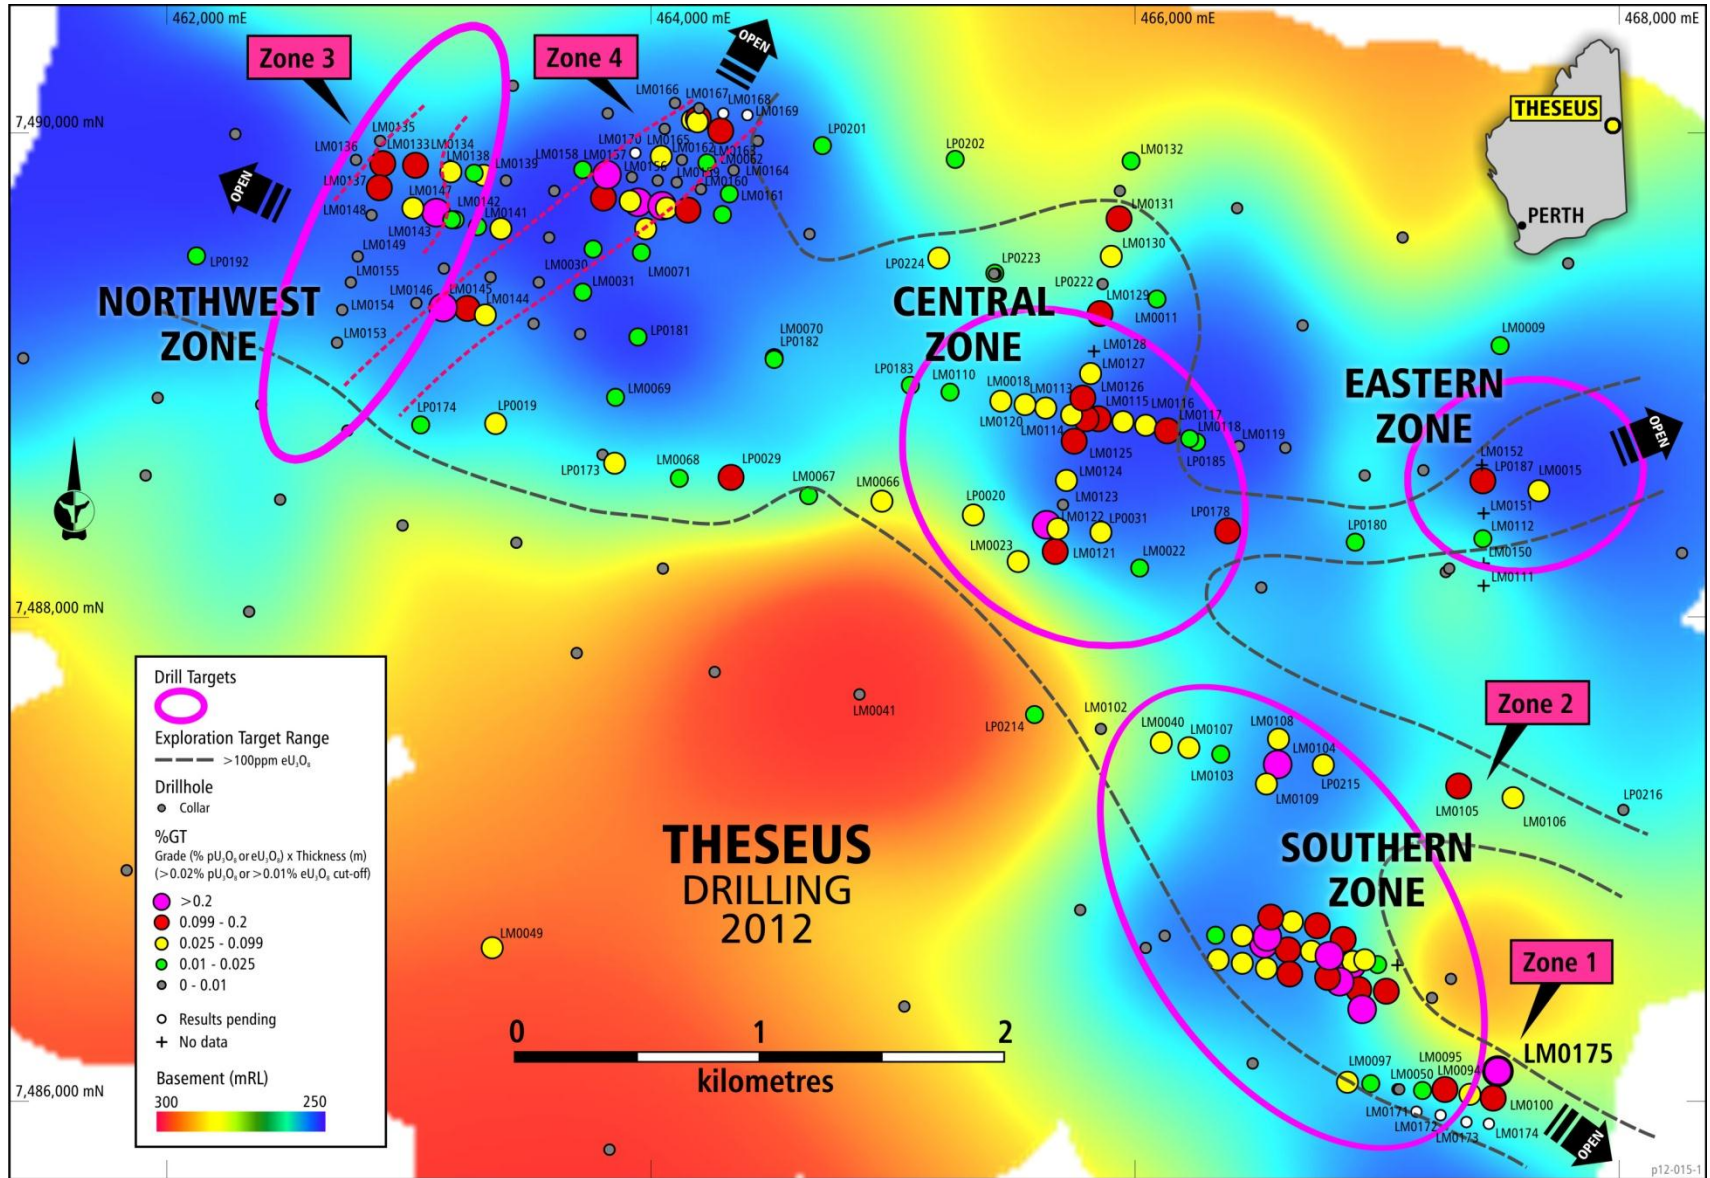 462,000 mE
464,000 mE
466,000 mE
468,000 mE
7,490,000 mN
7,488,000 mN
7,486,000 mN
Zone 3
Zone 4
OPEN
OPEN
THESEUS
PERTH
LM0166
LM0167
LM0168
LM0169
LM0135
LM0136
LM0133
LM0134
LM0138
LM0139
LM0137
LM0147
LM0142
LM0148
LM0143
LM0141
LM0149
LP0192
LM0155
LM0146
LM0145
LM0144
LM0154
LM0153
LM0170
LM0165
LM0158
LM0157
LM0162
LM0163
LM0062
LM0156
LM0159
LM0164
LM0160
LM0161
LM0030
LM0071
LM0031
LP0181
LM0070
LP0182
LM0069
LP0174
LP0019
LP0173
LM0068
LP0029
LM0067
LM0066
LP0201
LP0202
LM0132
LM0131
LM0130
LP0224
LP0223
LP0222
LM0129
LM0011
LM0128
LM0127
LP0183
LM0110
LM0018
LM0113
LM0126
LM0115
LM0116
LM0117
LM0118
LM0119
LM0120
LM0114
LM0125
LP0185
LM0124
LM0123
LP0020
LM0122
LP0031
LP0178
LM0023
LM0121
LM0022
LM0009
LM0152
LP0187
LM0015
LM0151
LM0112
LP0180
LM0150
LM0111
NORTHWEST
ZONE
CENTRAL
ZONE
EASTERN
ZONE
OPEN
LM0041
LP0214
LM0102
LM0040
LM0107
LM0108
LM0104
LM0103
LP0215
LM0109
Zone 2
LM0105
LM0106
LP0216
SOUTHERN
ZONE
Zone 1
LM0175
LM0097
LM0050
LM0095
LM0094
LM0100
LM0171
LM0172
LM0173
LM0174
OPEN
LM0049
THESEUS
DRILLING
2012
0 1 2
kilometres
Drill Targets
Exploration Target Range
>100ppm eU₃O₈
Drillhole
Collar
%GT
Grade (% pU₃O₈ or eU₃O₈) x Thickness (m)
(>0.02% pU₃O₈ or >0.01% eU₃O₈ cut-off)
>0.2
0.099 - 0.2
0.025 - 0.099
0.01 - 0.025
0 - 0.01
Results pending
No data
Basement (mRL)
300 250
p12-015-1